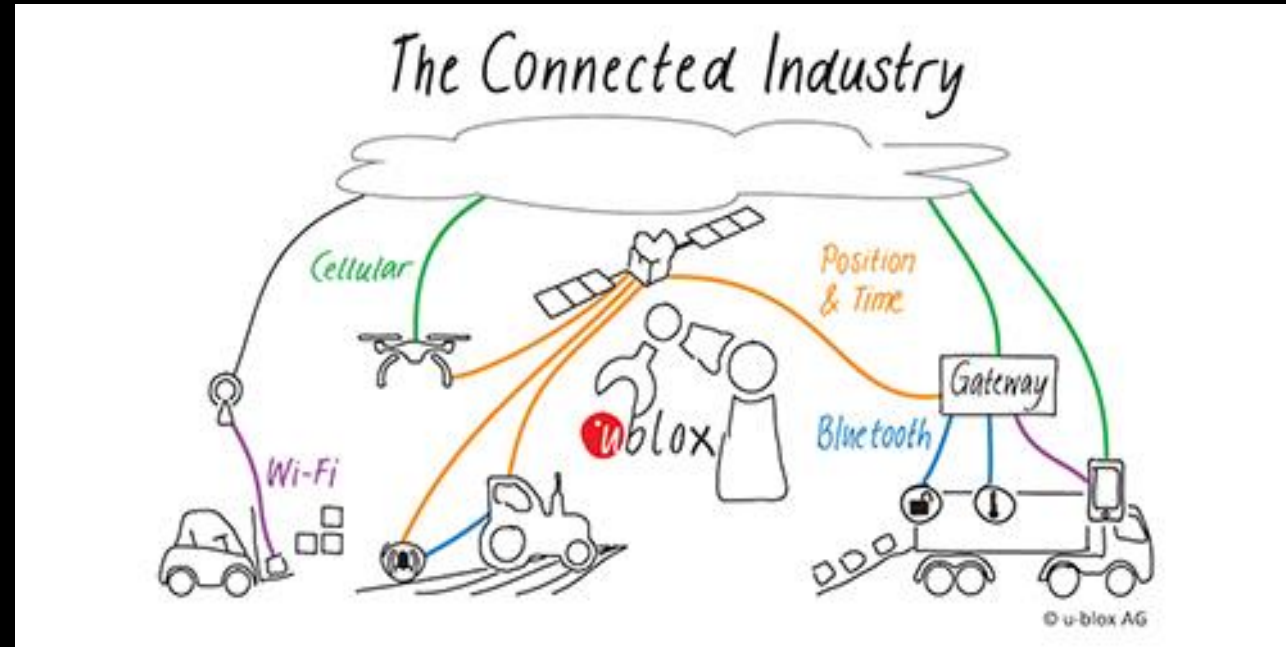 The Connected Industry
Cellular
Position
& Time
Gateway
ublox
Bluetooth
Wi-Fi
© u-blox AG